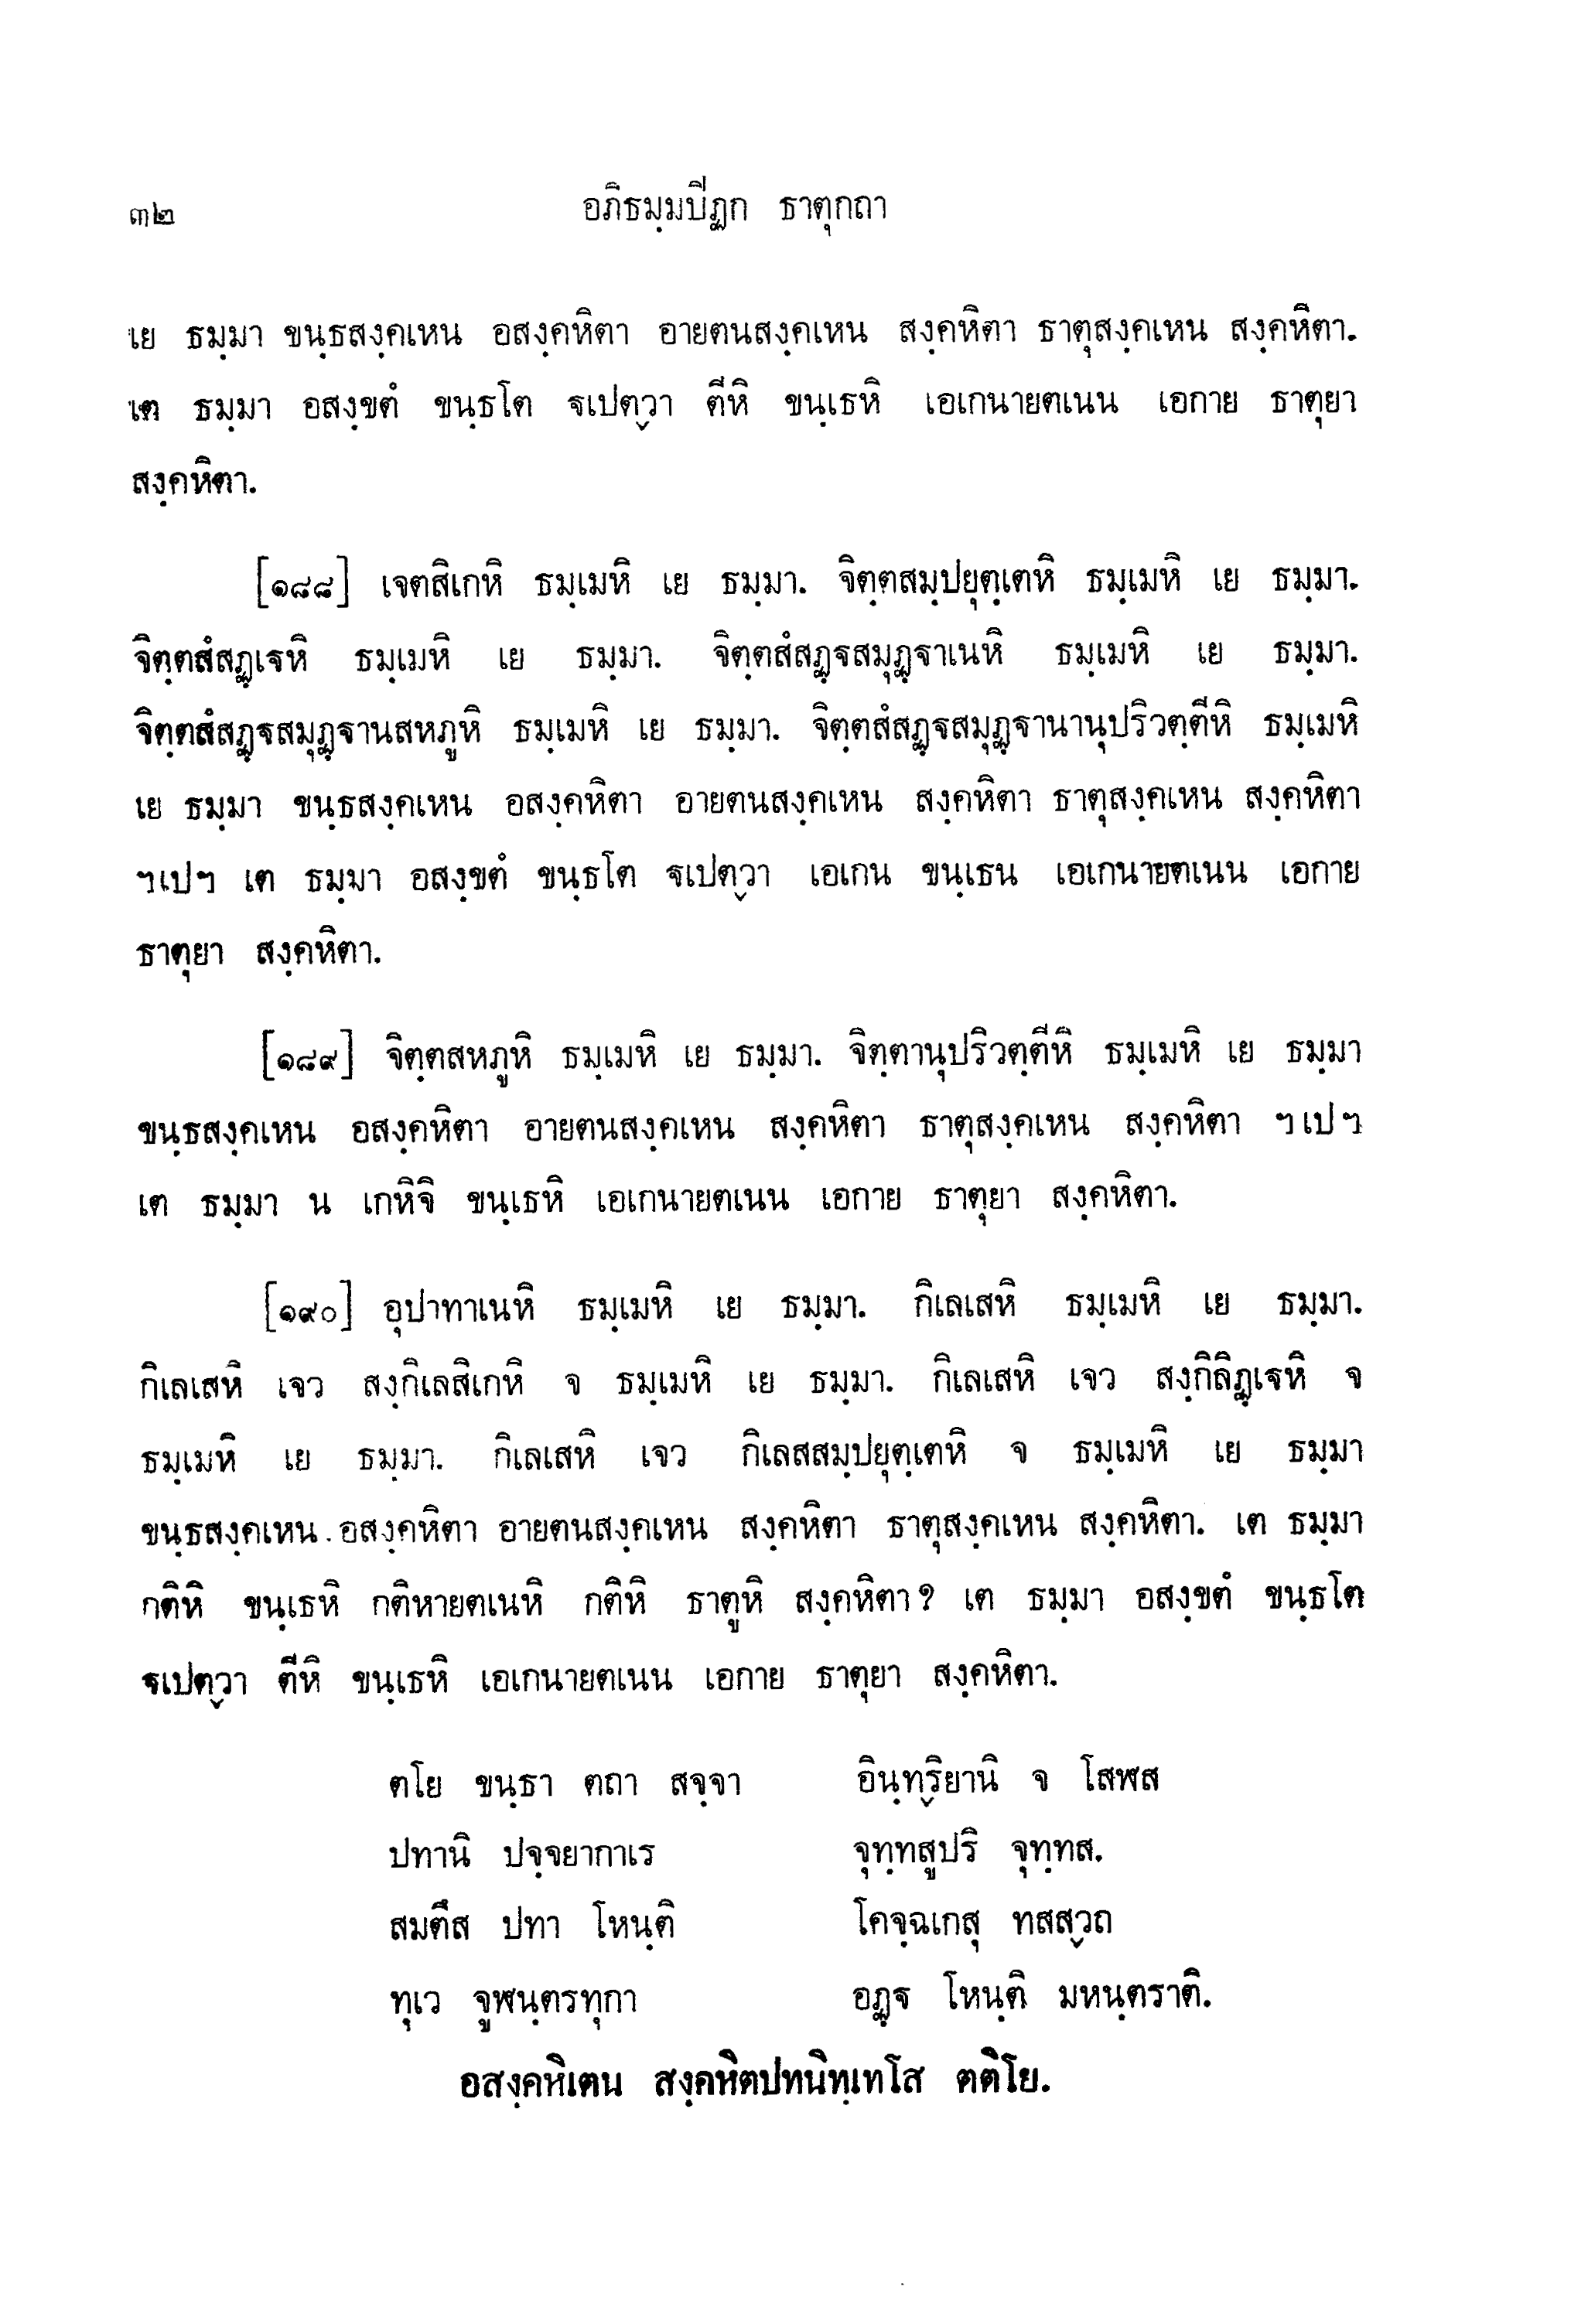 ๓๒ อภิธมฺมปิฏก ธาตุกถา
เย ธมฺมา ขนฺธสงฺคเหน อสงฺคหิตา อายตนสงฺคเหน สงฺคหิตา ธาตุสงฺคเหน สงฺคหิตา.
เต ธมฺมา อสงฺขตํ ขนฺธโต ฐเปตฺวา ตีหิ ขนฺเธหิ เอเกนายตเนน เอกาย ธาตุยา
สงฺคหิตา.
[๑๘๘] เจตสิเกหิ ธมฺเมหิ เย ธมฺมา. จิตฺตสมฺปยุตฺเตหิ ธมฺเมหิ เย ธมฺมา.
จิตฺตสํสฏฺเฐหิ ธมฺเมหิ เย ธมฺมา. จิตฺตสํสฏฺฐสมุฏฺฐาเนหิ ธมฺเมหิ เย ธมฺมา.
จิตฺตสํสฏฺฐสมุฏฺฐานสหภูหิ ธมฺเมหิ เย ธมฺมา. จิตฺตสํสฏฺฐสมุฏฺฐานานุปริวตฺตีหิ ธมฺเมหิ
เย ธมฺมา ขนฺธสงฺคเหน อสงฺคหิตา อายตนสงฺคเหน สงฺคหิตา ธาตุสงฺคเหน สงฺคหิตา
ฯเปฯ เต ธมฺมา อสงฺขตํ ขนฺธโต ฐเปตฺวา เอเกน ขนฺเธน เอเกนายตเนน เอกาย
ธาตุยา สงฺคหิตา.
[๑๘๙] จิตฺตสหภูหิ ธมฺเมหิ เย ธมฺมา. จิตฺตานุปริวตฺตีหิ ธมฺเมหิ เย ธมฺมา
ขนฺธสงฺคเหน อสงฺคหิตา อายตนสงฺคเหน สงฺคหิตา ธาตุสงฺคเหน สงฺคหิตา ฯเปฯ
เต ธมฺมา น เกหิจิ ขนฺเธหิ เอเกนายตเนน เอกาย ธาตุยา สงฺคหิตา.
[๑๙๐] อุปาทาเนหิ ธมฺเมหิ เย ธมฺมา. กิเลเสหิ ธมฺเมหิ เย ธมฺมา.
กิเลเสหิ เจว สงฺกิเลสิเกหิ จ ธมฺเมหิ เย ธมฺมา. กิเลเสหิ เจว สงฺกิลิฏฺเฐหิ จ
ธมฺเมหิ เย ธมฺมา. กิเลเสหิ เจว กิเลสสมฺปยุตฺเตหิ จ ธมฺเมหิ เย ธมฺมา
ขนฺธสงฺคเหน อสงฺคหิตา อายตนสงฺคเหน สงฺคหิตา ธาตุสงฺคเหน สงฺคหิตา. เต ธมฺมา
กติหิ ขนฺเธหิ กติหายตเนหิ กติหิ ธาตูหิ สงฺคหิตา? เต ธมฺมา อสงฺขตํ ขนฺธโต
ฐเปตฺวา ตีหิ ขนฺเธหิ เอเกนายตเนน เอกาย ธาตุยา สงฺคหิตา.
ตโย ขนฺธา ตถา สจฺจา อินฺทฺริยานิ จ โสฬส
ปทานิ ปจฺจยากาเร จุทฺทสูปริ จุทฺทส.
สมตึส ปทา โหนฺติ โคจฺฉเกสุ ทสสฺวถ
ทุเว จูฬนฺตรทุกา อฏฺฐ โหนฺติ มหนฺตราติ.
อสงฺคหิเตน สงฺคหิตปทนิทฺเทโส ตติโย.